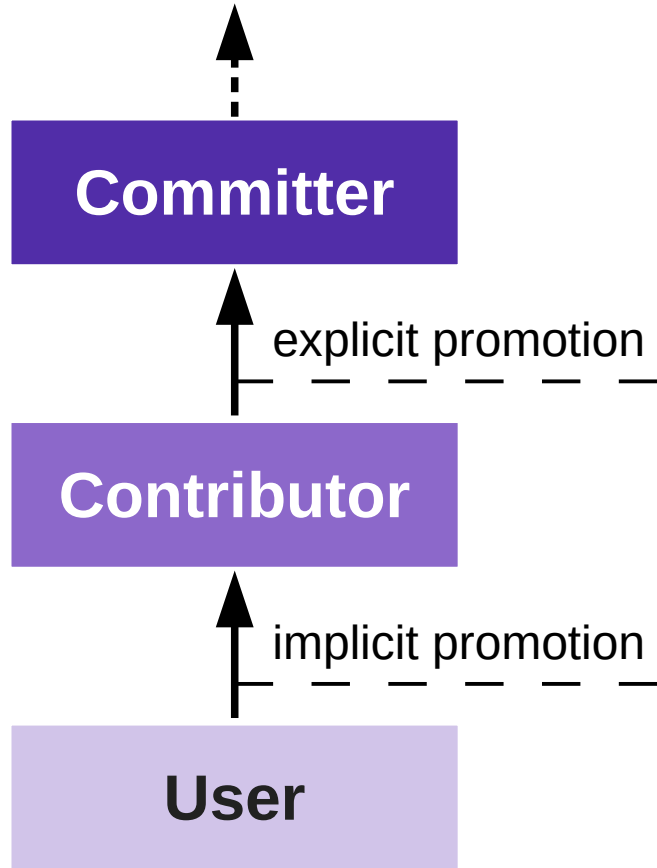 Committer
explicit promotion
Contributor
implicit promotion
User